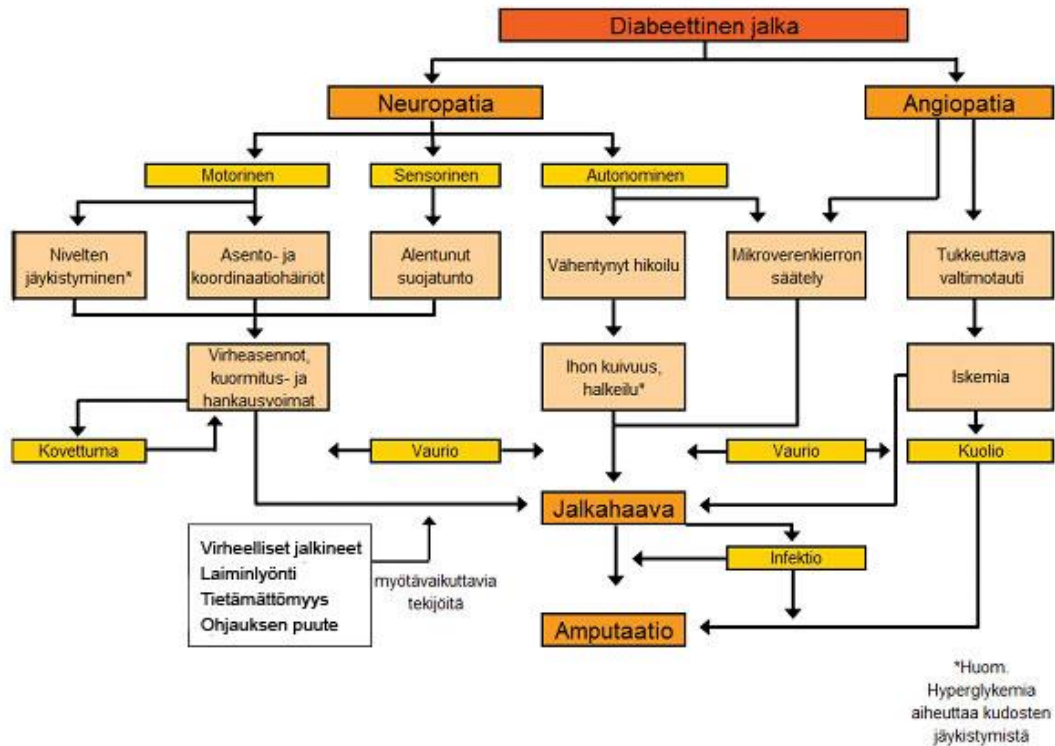 Diabeettinen jalka
Neuropatia
Angiopatia
Motorinen
Sensorinen
Autonominen
Nivelten
jäykistyminen*
Asento- ja
koordinaatiohäiriöt
Alentunut
suojatunto
Vähentynyt hikoilu
Mikroverenkierron
säätely
Tukkeuttava
valtimotauti
Virheasennot,
kuormitus- ja
hankausvoimat
Ihon kuivuus,
halkeilu*
Iskemia
Kovettuma
Vaurio
Vaurio
Kuolio
Jalkahaava
Virheelliset jalkineet
Laiminlyönti
Tietämättömyys
Ohjauksen puute
myötävaikuttavia
tekijöitä
Infektio
Amputaatio
*Huom.
Hyperglykemia
aiheuttaa kudosten
jäykistymistä